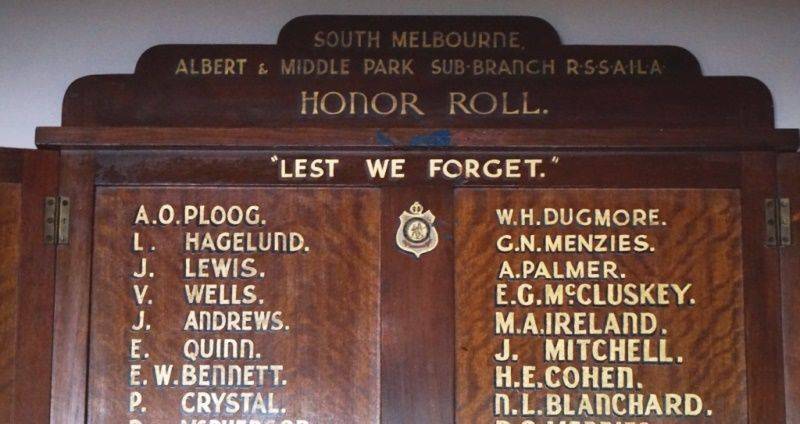 SOUTH MELBOURNE,
ALBERT & MIDDLE PARK SUB-BRANCH R·S·S·A·I·L·A·
HONOR ROLL.
"LEST WE FORGET."
A.O.PLOOG.
L. HAGELUND.
J. LEWIS.
V. WELLS.
J. ANDREWS.
E. QUINN.
E.W.BENNETT.
P. CRYSTAL.
W.H.DUGMORE.
G.N.MENZIES.
A.PALMER.
E.G.McCLUSKEY.
M.A.IRELAND.
J. MITCHELL.
H.E.COHEN.
N.L.BLANCHARD.